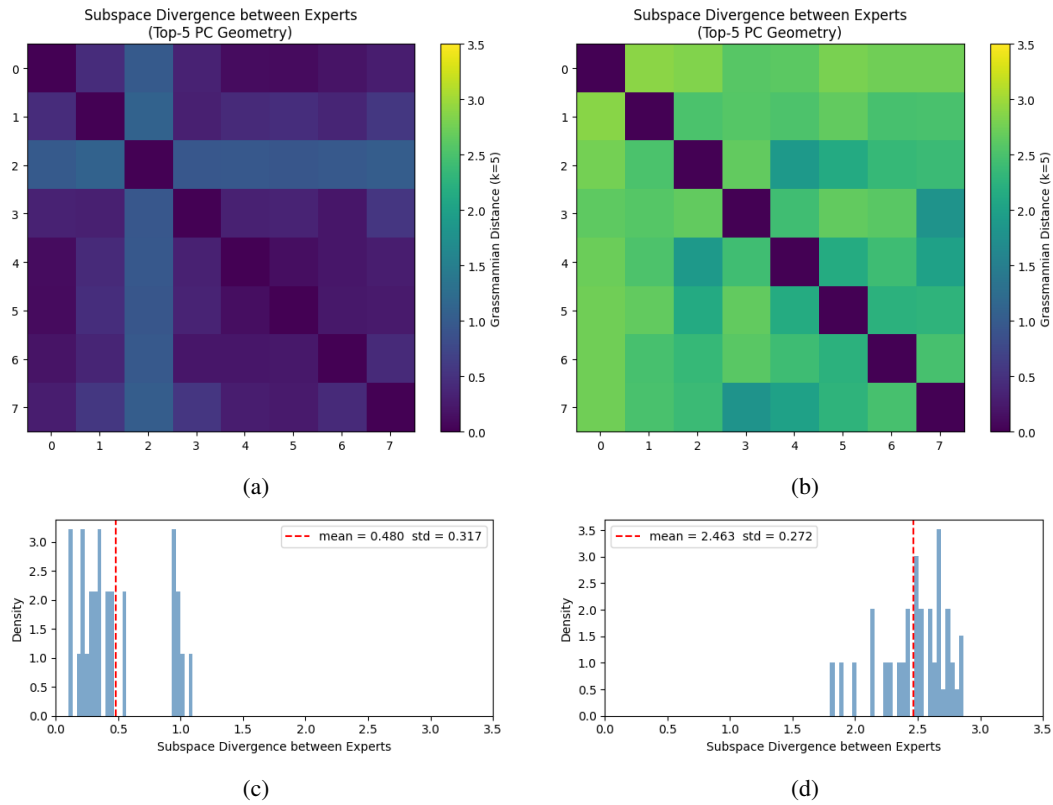 Subspace Divergence between Experts
(Top-5 PC Geometry)
0
1
2
3
4
5
6
7
0 1 2 3 4 5 6 7
3.5
3.0
2.5
2.0
1.5
1.0
0.5
0.0
Grassmannian Distance (k=5)
(a)
Subspace Divergence between Experts
(Top-5 PC Geometry)
0
1
2
3
4
5
6
7
0 1 2 3 4 5 6 7
3.5
3.0
2.5
2.0
1.5
1.0
0.5
0.0
Grassmannian Distance (k=5)
(b)
mean = 0.480 std = 0.317
Density
3.0
2.5
2.0
1.5
1.0
0.5
0.0
0.0 0.5 1.0 1.5 2.0 2.5 3.0 3.5
Subspace Divergence between Experts
(c)
mean = 2.463 std = 0.272
Density
3.5
3.0
2.5
2.0
1.5
1.0
0.5
0.0
0.0 0.5 1.0 1.5 2.0 2.5 3.0 3.5
Subspace Divergence between Experts
(d)